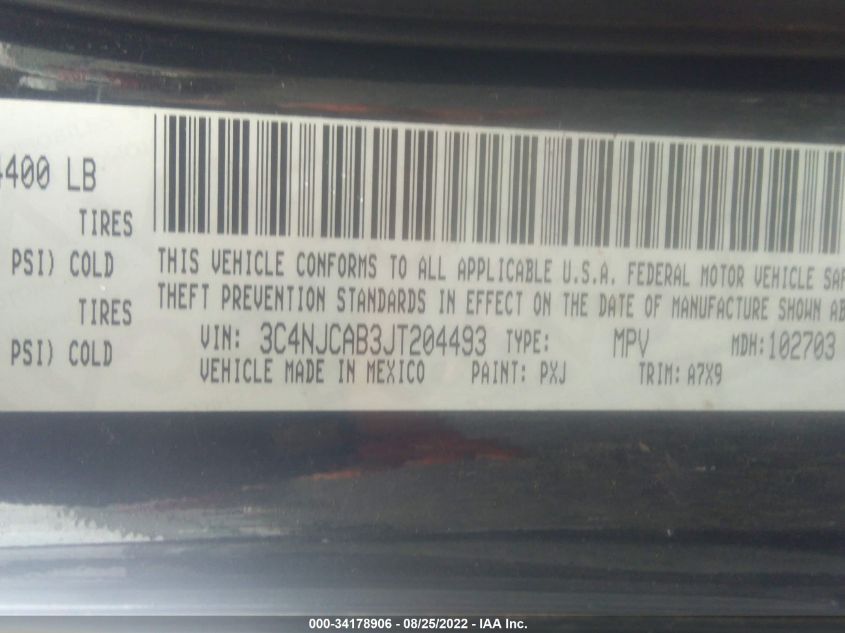 400 LB
TIRES
PSI) COLD
TIRES
PSI) COLD
THIS VEHICLE CONFORMS TO ALL APPLICABLE U.S.A. FEDERAL MOTOR VEHICLE SAF
THEFT PREVENTION STANDARDS IN EFFECT ON THE DATE OF MANUFACTURE SHOWN AB
VIN: 3C4NJCAB3JT204493 TYPE: MPV MDH:102703
VEHICLE MADE IN MEXICO PAINT: PXJ TRIM: A7X9
000-34178906 - 08/25/2022 - IAA Inc.